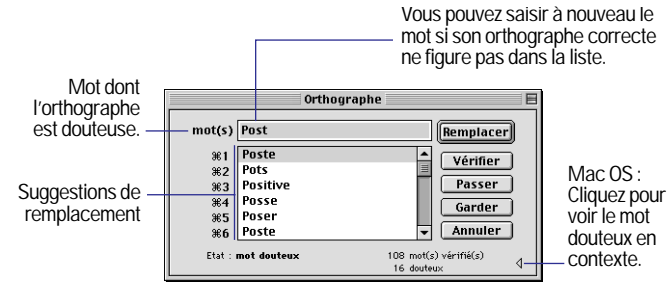 Vous pouvez saisir à nouveau le
mot si son orthographe correcte
ne figure pas dans la liste.
Mot dont
l'orthographe
est douteuse.
Suggestions de
remplacement
Orthographe
mot(s) Post Remplacer
⌘1 Poste
⌘2 Pots
⌘3 Positive
⌘4 Posse
⌘5 Poser
⌘6 Poste
Vérifier
Passer
Garder
Annuler
Etat : mot douteux
108 mot(s) vérifié(s)
16 douteux
Mac OS :
Cliquez pour
voir le mot
douteux en
contexte.